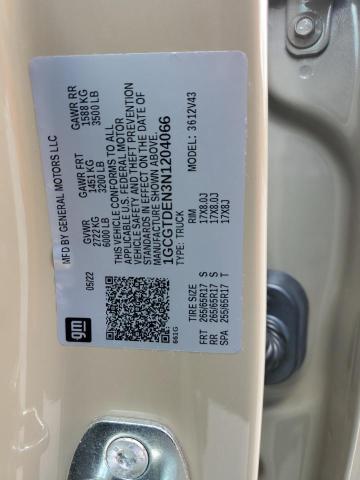 MFD BY GENERAL MOTORS LLC
05/22
GVWR GAWR FRT GAWR RR
2722 KG 1451 KG 1588 KG
6000 LB 3200 LB 3500 LB
THIS VEHICLE CONFORMS TO ALL
APPLICABLE U.S. FEDERAL MOTOR
VEHICLE SAFETY AND THEFT PREVENTION
STANDARDS IN EFFECT ON THE DATE OF
MANUFACTURE SHOWN ABOVE.
1GCGTDEN3N1204066
TYPE: TRUCK MODEL: 3612V43
gm
661G
TIRE SIZE RIM
FRT 265/65R17 S 17X8.0J
RR 265/65R17 S 17X8.0J
SPA 255/65R17 T 17X8J